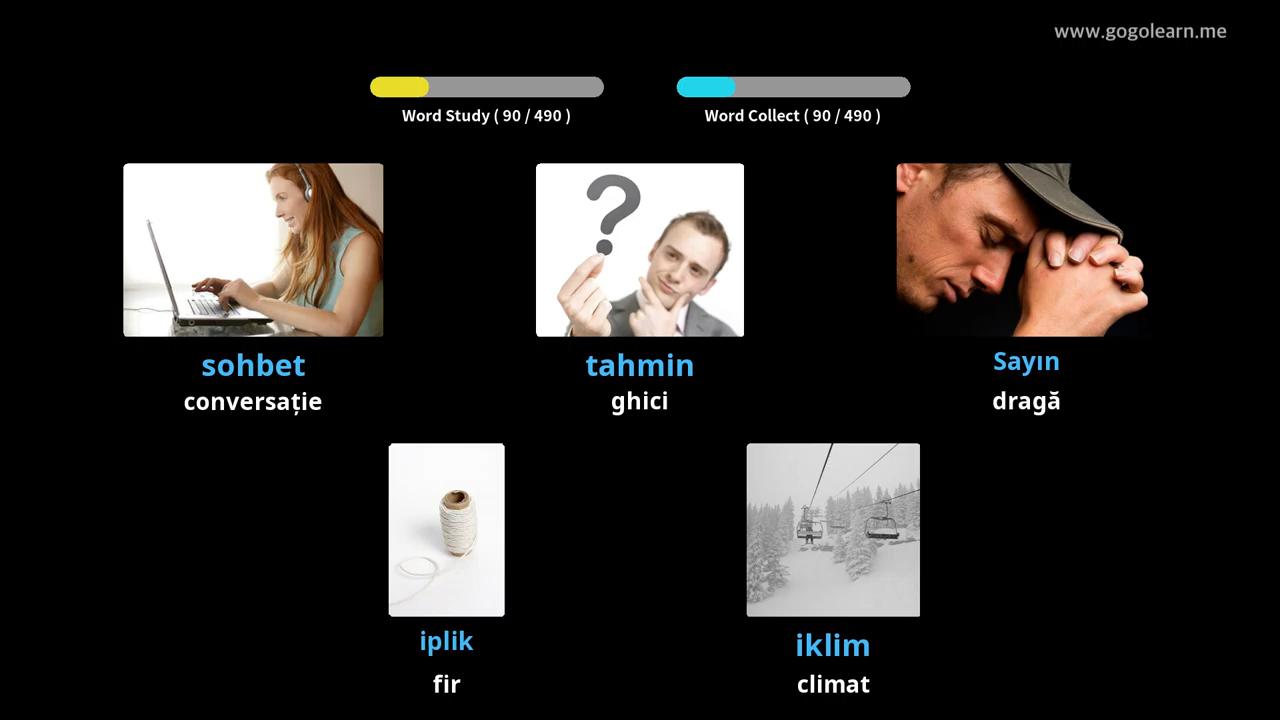 www.gogolearn.me
Word Study ( 90 / 490 )
Word Collect ( 90 / 490 )
sohbet
conversație
tahmin
ghici
Sayın
dragă
iplik
fir
iklim
climat